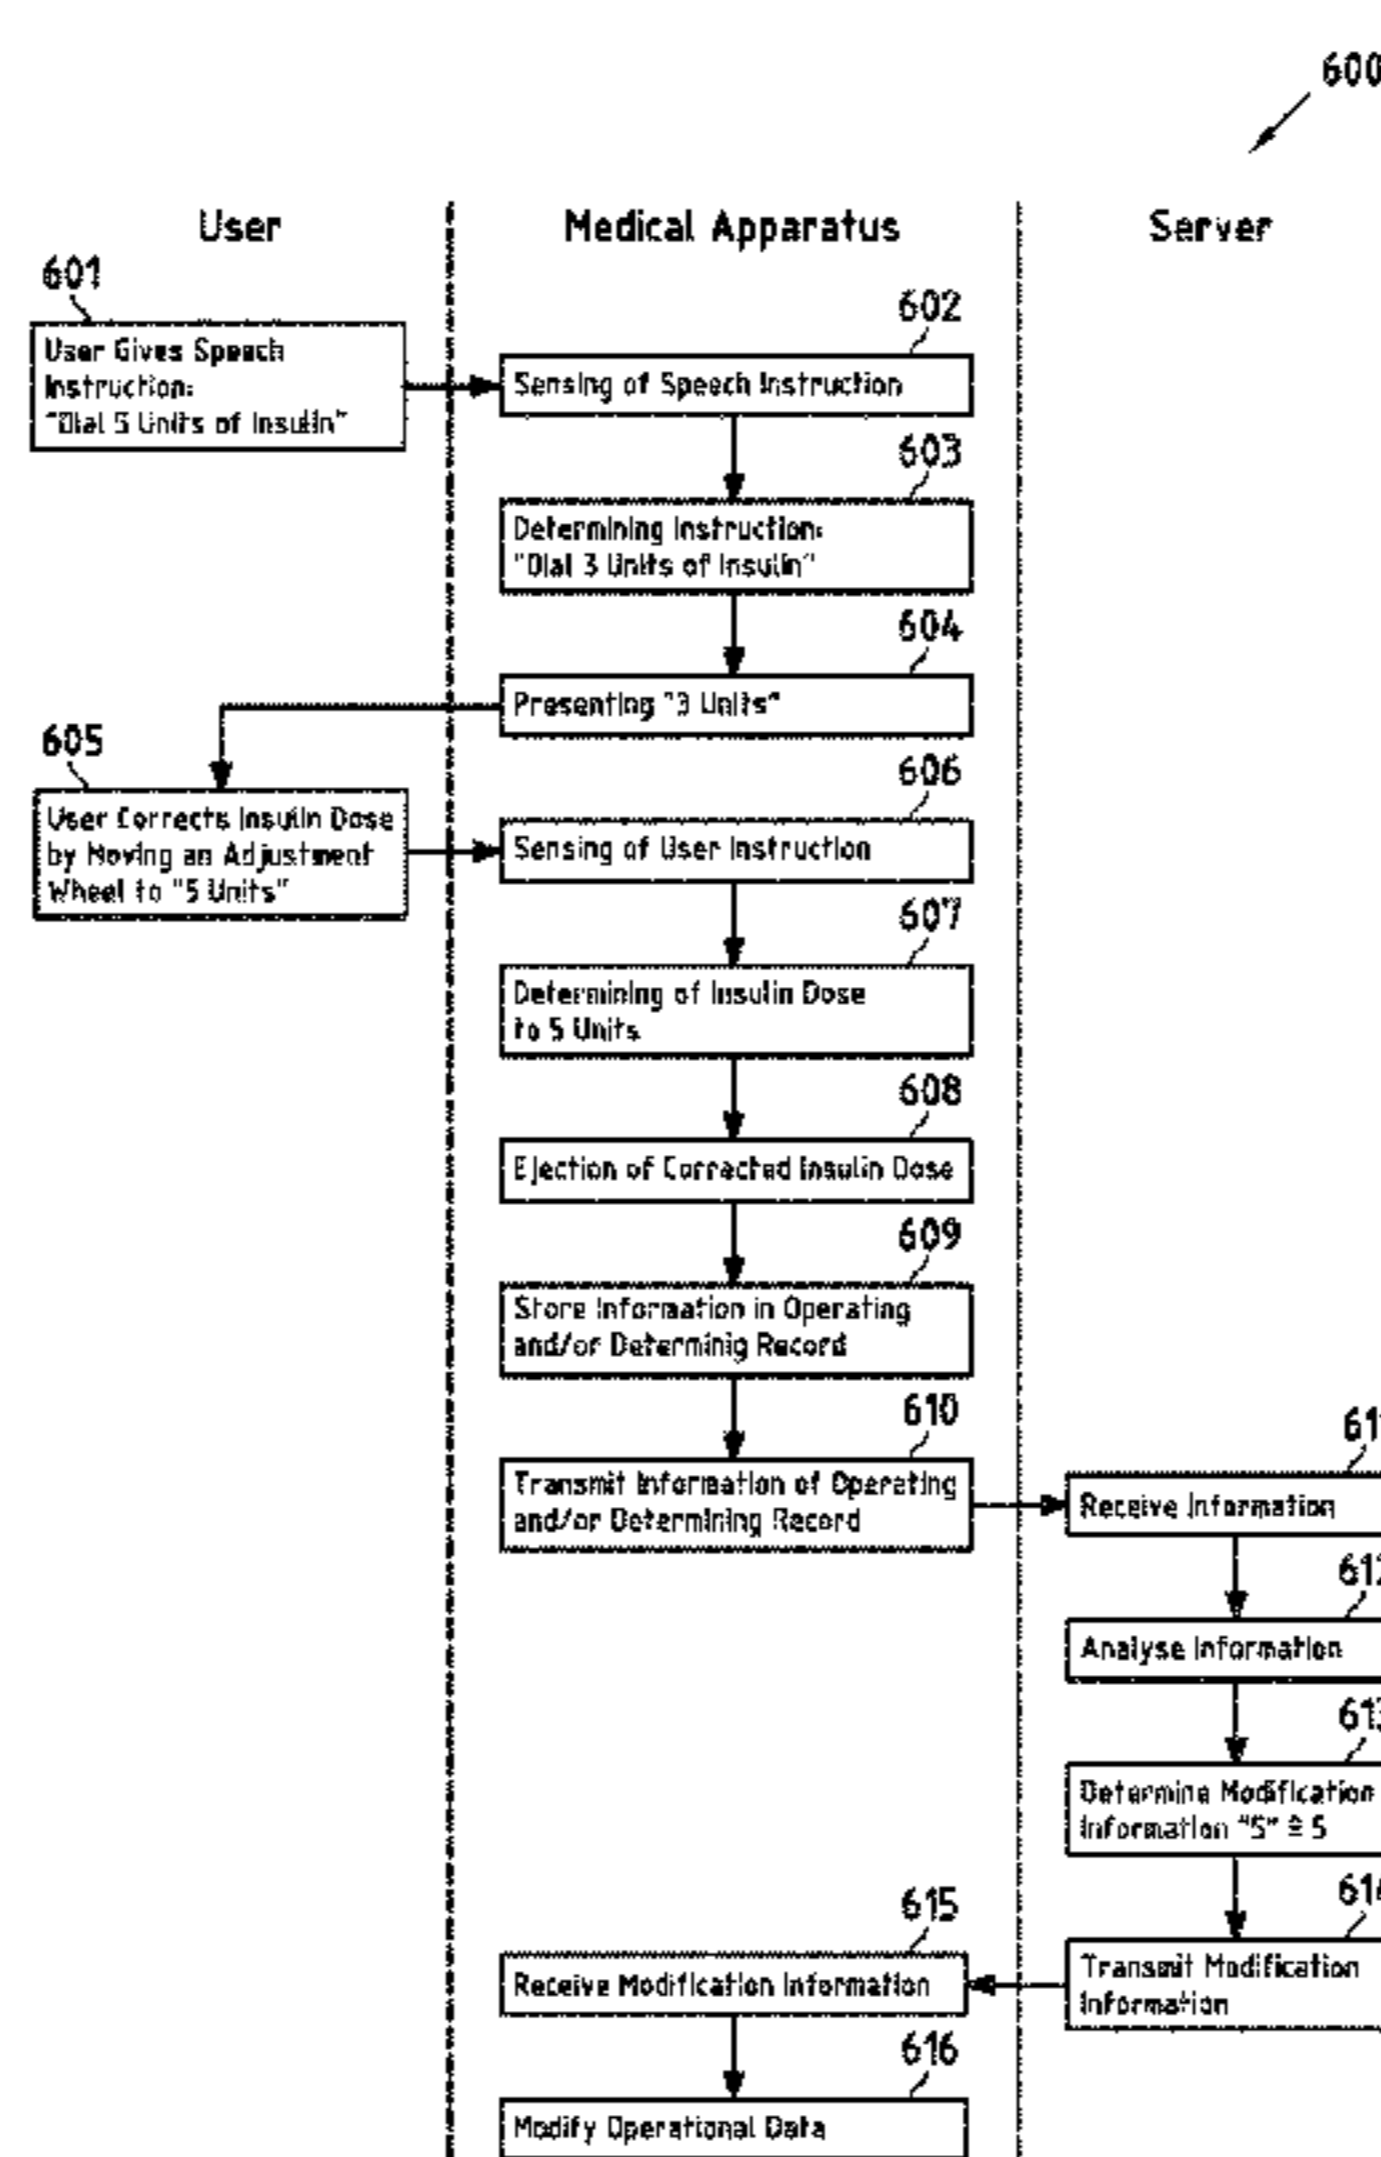 600
User
Medical Apparatus
Server
601
User Gives Speech
Instruction:
"Dial 5 Units of Insulin"
602
Sensing of Speech Instruction
603
Determining Instruction:
"Dial 3 Units of Insulin"
604
Presenting "3 Units"
605
User Corrects Insulin Dose
by Moving an Adjustment
Wheel to "5 Units"
606
Sensing of User Instruction
607
Determining of Insulin Dose
to 5 Units
608
Ejection of Corrected Insulin Dose
609
Store Information in Operating
and/or Determinig Record
610
Transmit Information of Operating
and/or Determining Record
Receive Information
Analyse Information
Determine Modification
Information "5" ≙ 5
Transmit Modification
Information
615
Receive Modification Information
616
Modify Operational Data